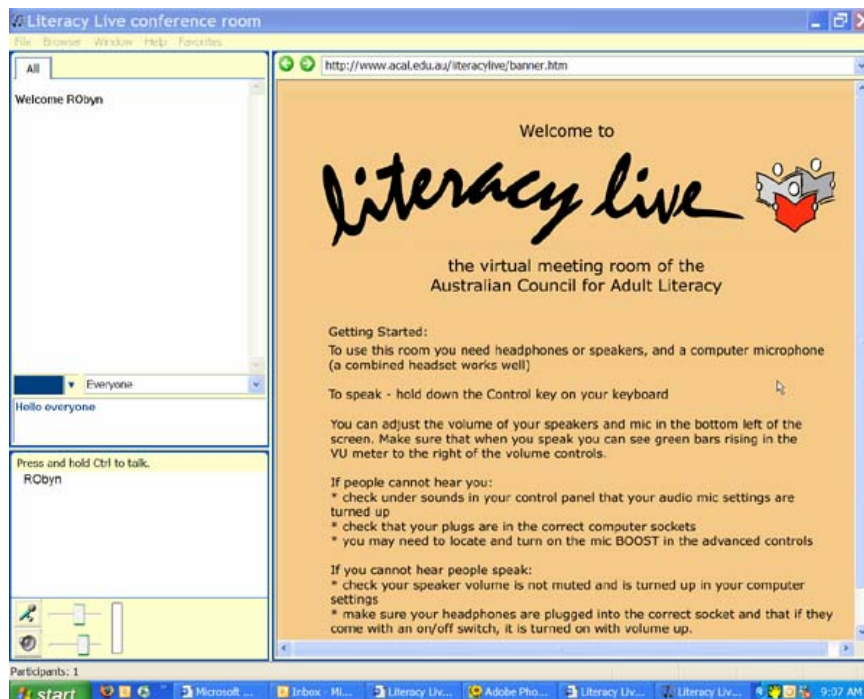 Literacy Live conference room
File Browser Window Help Favorites
All
Welcome RObyn
Everyone
Hello everyone
Press and hold Ctrl to talk.
RObyn
Participants: 1
http://www.acal.edu.au/literacylive/banner.htm
Welcome to
literacy live
the virtual meeting room of the
Australian Council for Adult Literacy
Getting Started:
To use this room you need headphones or speakers, and a computer microphone
(a combined headset works well)
To speak - hold down the Control key on your keyboard
You can adjust the volume of your speakers and mic in the bottom left of the
screen. Make sure that when you speak you can see green bars rising in the
VU meter to the right of the volume controls.
If people cannot hear you:
* check under sounds in your control panel that your audio mic settings are
turned up
* check that your plugs are in the correct computer sockets
* you may need to locate and turn on the mic BOOST in the advanced controls
If you cannot hear people speak:
* check your speaker volume is not muted and is turned up in your computer
settings
* make sure your headphones are plugged into the correct socket and that if they
come with an on/off switch, it is turned on with volume up.
start Microsoft ... Inbox - Mi... Literacy Liv... Adobe Pho... Literacy Liv... Literacy Liv... 9:07 AM